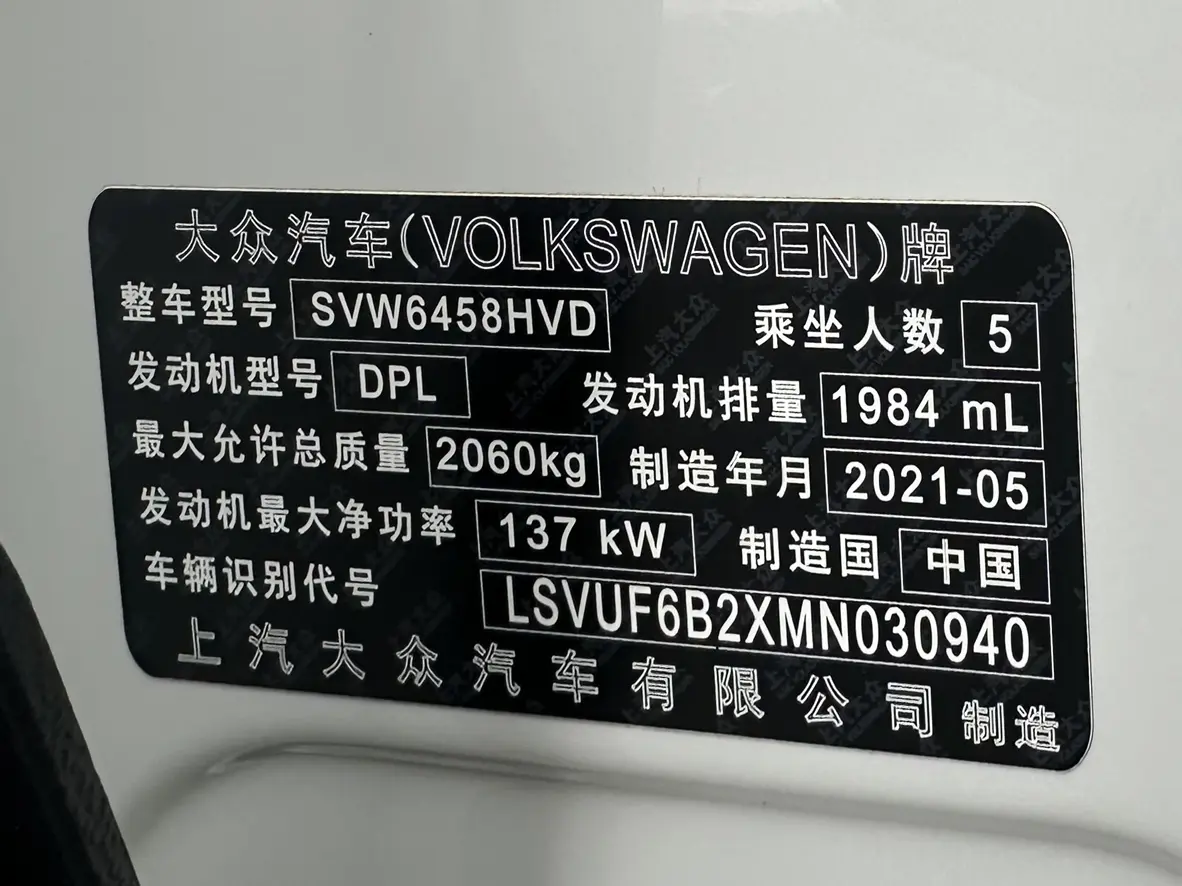 大众汽车(VOLKSWAGEN)牌
整车型号 SVW6458HVD 乘坐人数 5
发动机型号 DPL 发动机排量 1984 mL
最大允许总质量 2060kg 制造年月 2021-05
发动机最大净功率 137 kW 制造国 中国
车辆识别代号 LSVUF6B2XMN030940
上汽大众汽车有限公司 制造